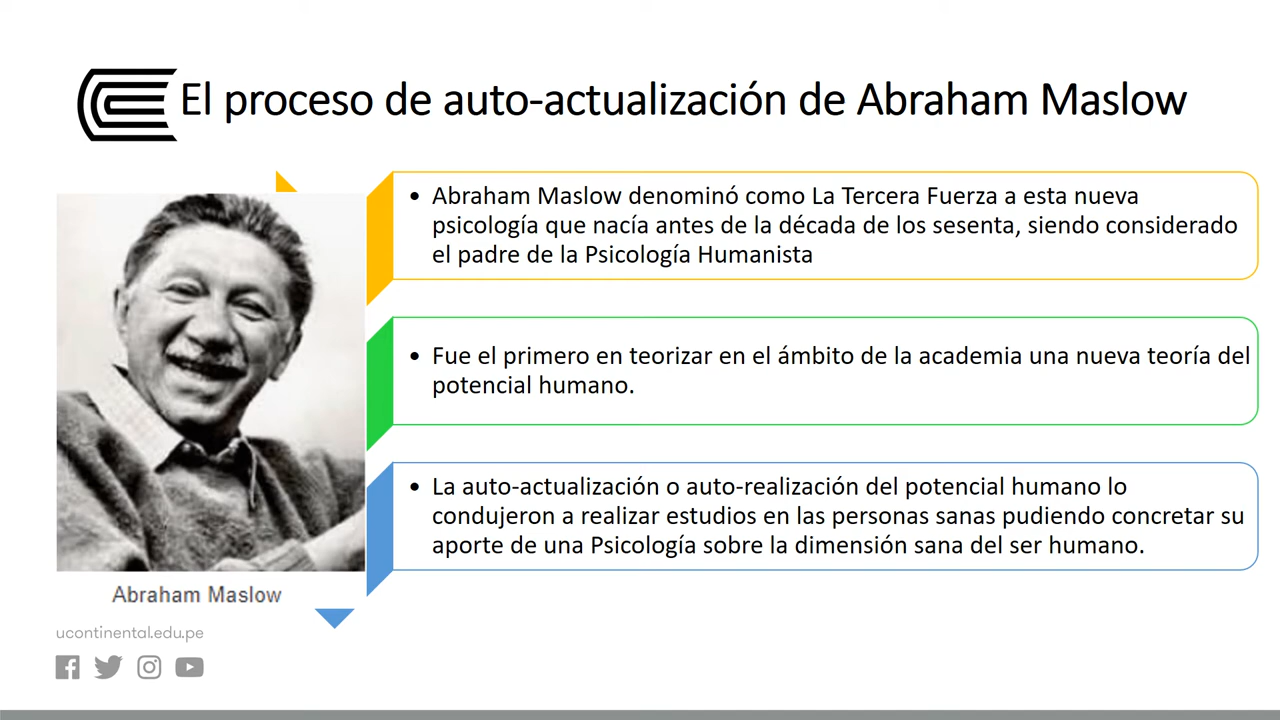 El proceso de auto-actualización de Abraham Maslow
• Abraham Maslow denominó como La Tercera Fuerza a esta nueva
psicología que nacía antes de la década de los sesenta, siendo considerado
el padre de la Psicología Humanista
• Fue el primero en teorizar en el ámbito de la academia una nueva teoría del
potencial humano.
• La auto-actualización o auto-realización del potencial humano lo
condujeron a realizar estudios en las personas sanas pudiendo concretar su
aporte de una Psicología sobre la dimensión sana del ser humano.
Abraham Maslow
ucontinental.edu.pe